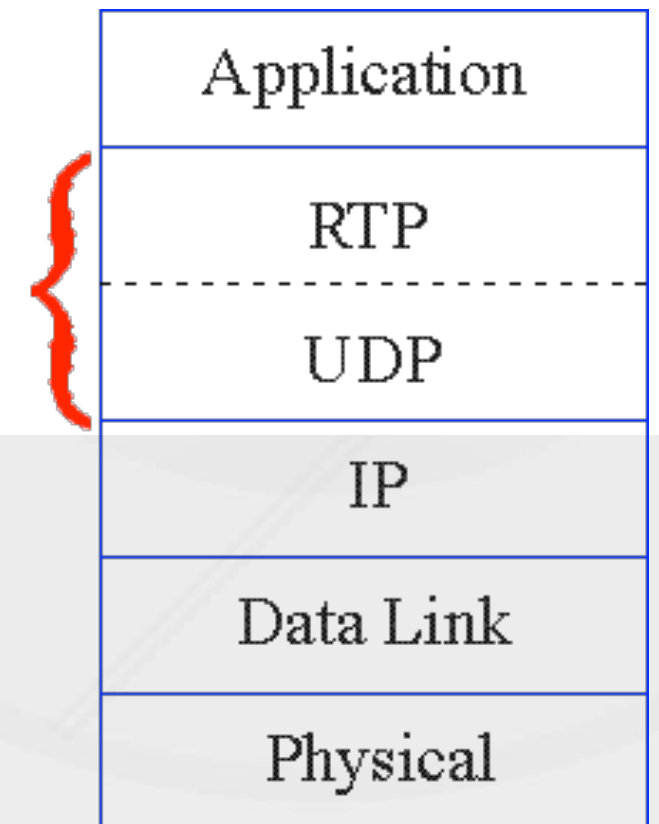 Application
RTP
UDP
IP
Data Link
Physical